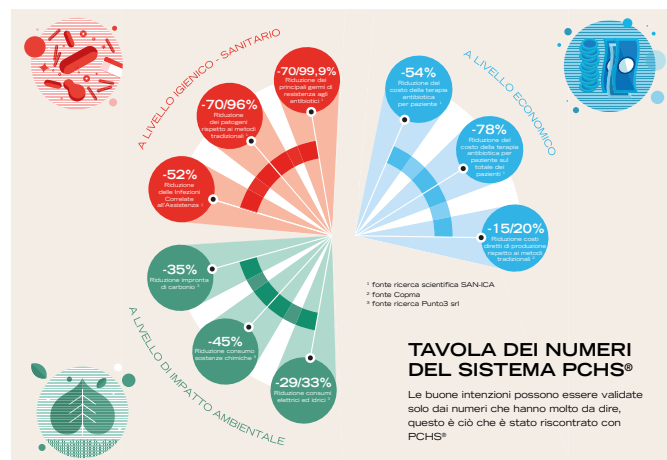 A LIVELLO IGIENICO - SANITARIO
-70/99,9%
Riduzione dei
principali germi di
resistenza agli
antibiotici ¹
-70/96%
Riduzione
dei patogeni
rispetto ai metodi
tradizionali
-52%
Riduzione
delle Infezioni
Correlate
all'Assistenza ¹
A LIVELLO ECONOMICO
-54%
Riduzione del
costo della terapia
antibiotica
per paziente ¹
-78%
Riduzione del
costo della terapia
antibiotica per
paziente sul
totale dei
pazienti ¹
-15/20%
Riduzione costi
diretti di produzione
rispetto ai metodi
tradizionali ²
-35%
Riduzione impronta
di carbonio ³
-45%
Riduzione consumo
sostanze chimiche ³
-29/33%
Riduzione consumi
elettrici ed idrici ³
A LIVELLO DI IMPATTO AMBIENTALE
¹ fonte ricerca scientifica SAN-ICA
² fonte Copma
³ fonte ricerca Punto3 srl
TAVOLA DEI NUMERI
DEL SISTEMA PCHS®
Le buone intenzioni possono essere validate
solo dai numeri che hanno molto da dire,
questo è ciò che è stato riscontrato con
PCHS®